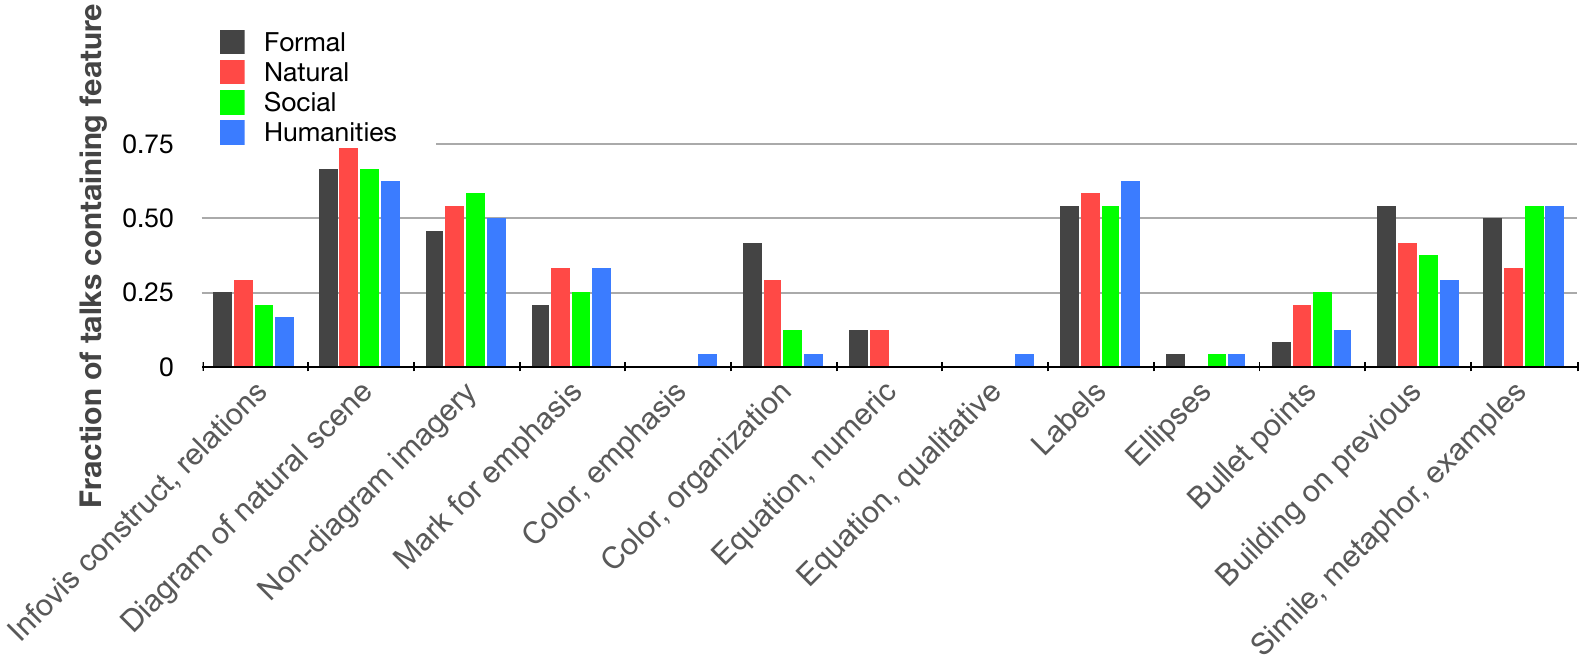 Fraction of talks containing feature
Formal
Natural
Social
Humanities
0.75
0.50
0.25
0
Infovis construct, relations
Diagram of natural scene
Non-diagram imagery
Mark for emphasis
Color, emphasis
Color, organization
Equation, numeric
Equation, qualitative
Labels
Ellipses
Bullet points
Building on previous
Simile, metaphor, examples